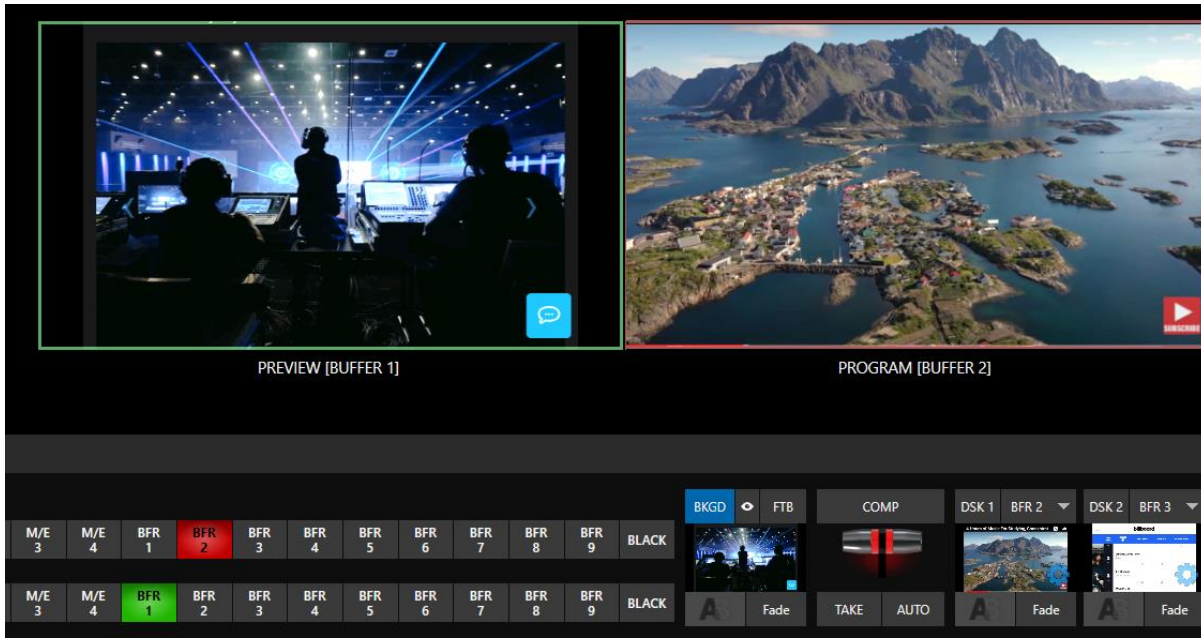 SUBSCRIBE
PREVIEW [BUFFER 1]
PROGRAM [BUFFER 2]
BKGD FTB COMP DSK 1 BFR 2 DSK 2 BFR 3
M/E 3 M/E 4 BFR 1 BFR 2 BFR 3 BFR 4 BFR 5 BFR 6 BFR 7 BFR 8 BFR 9 BLACK
billboard
M/E 3 M/E 4 BFR 1 BFR 2 BFR 3 BFR 4 BFR 5 BFR 6 BFR 7 BFR 8 BFR 9 BLACK
Fade TAKE AUTO Fade Fade